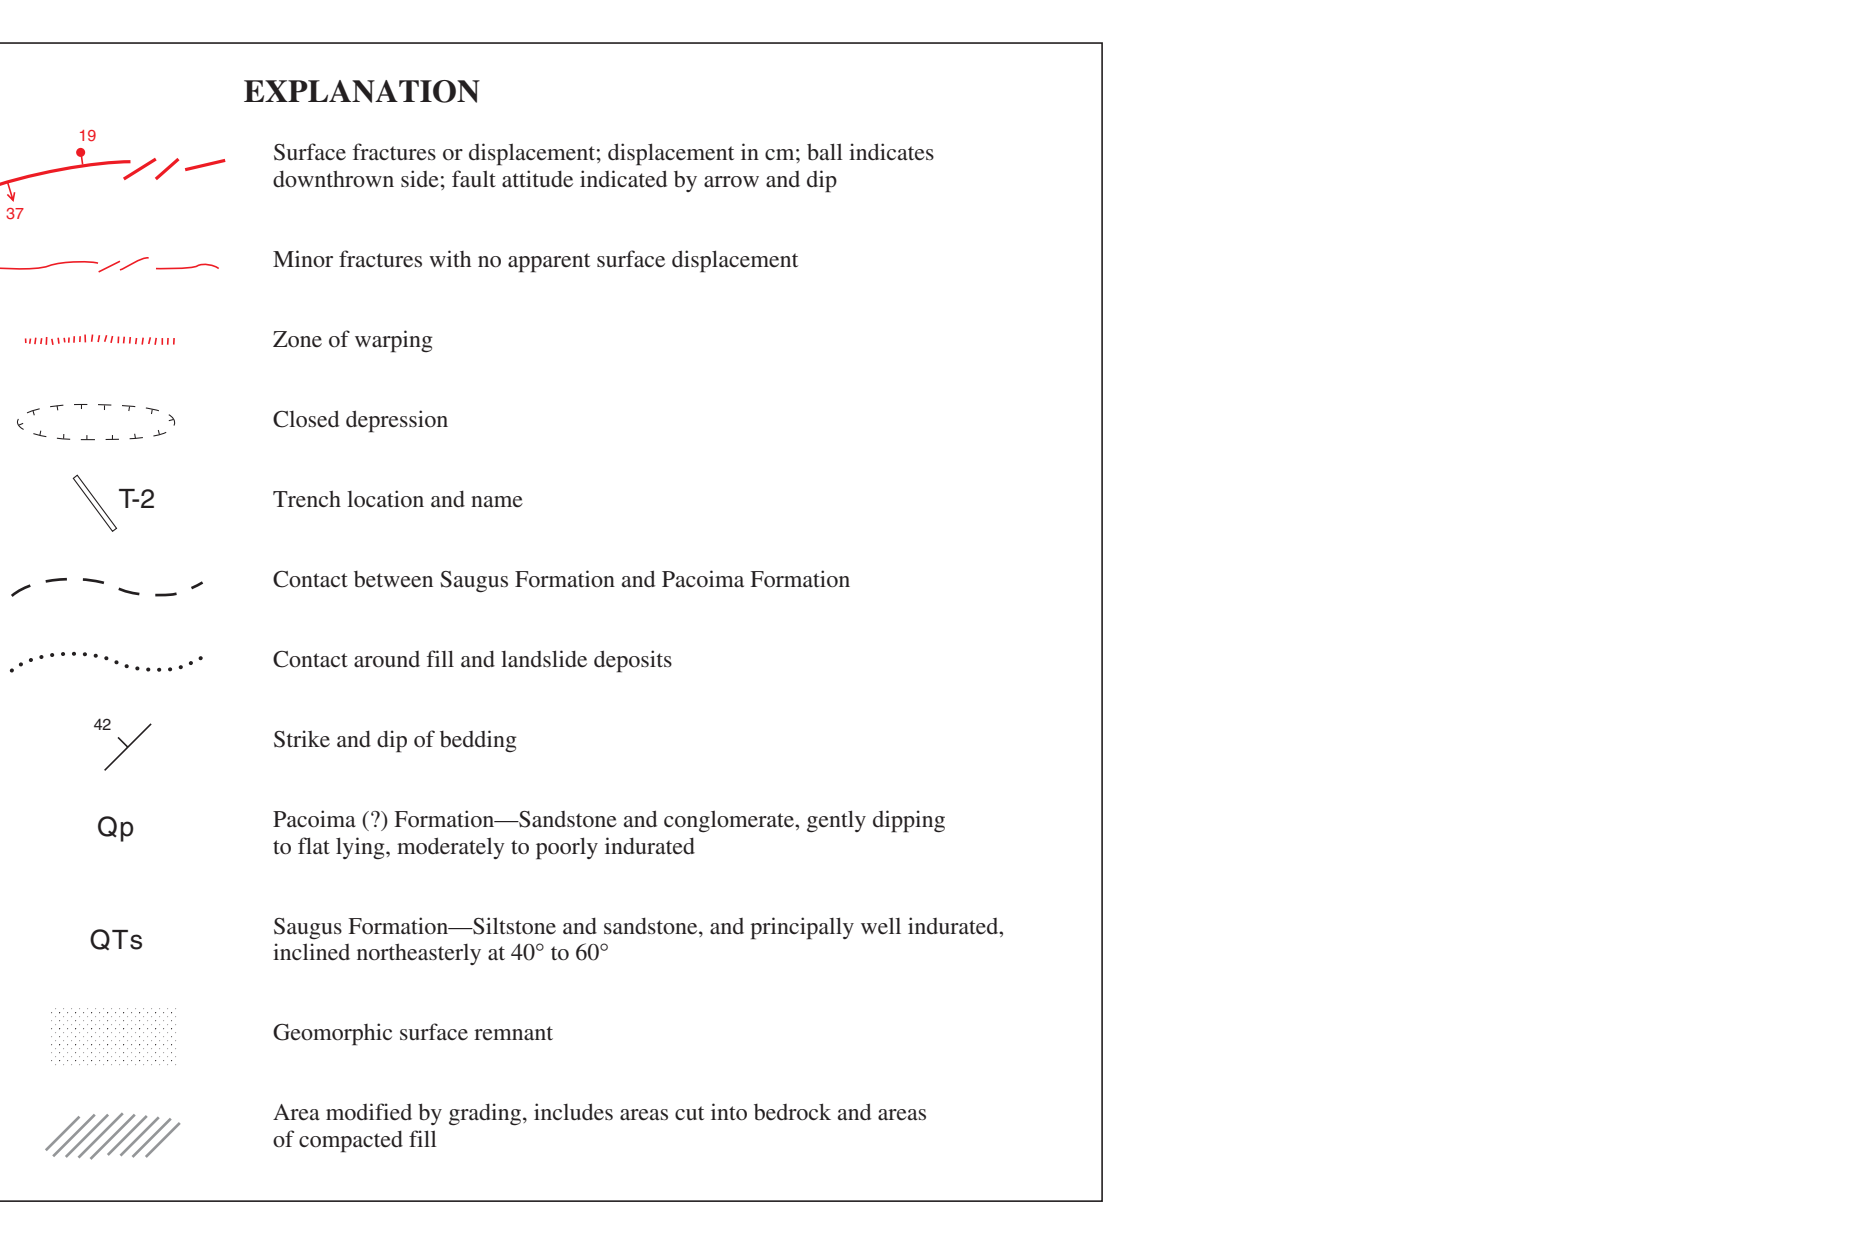 EXPLANATION
19
Surface fractures or displacement; displacement in cm; ball indicates
downthrown side; fault attitude indicated by arrow and dip
37
Minor fractures with no apparent surface displacement
Zone of warping
Closed depression
T-2
Trench location and name
Contact between Saugus Formation and Pacoima Formation
Contact around fill and landslide deposits
42
Strike and dip of bedding
Qp
Pacoima (?) Formation—Sandstone and conglomerate, gently dipping
to flat lying, moderately to poorly indurated
QTs
Saugus Formation—Siltstone and sandstone, and principally well indurated,
inclined northeasterly at 40° to 60°
Geomorphic surface remnant
Area modified by grading, includes areas cut into bedrock and areas
of compacted fill